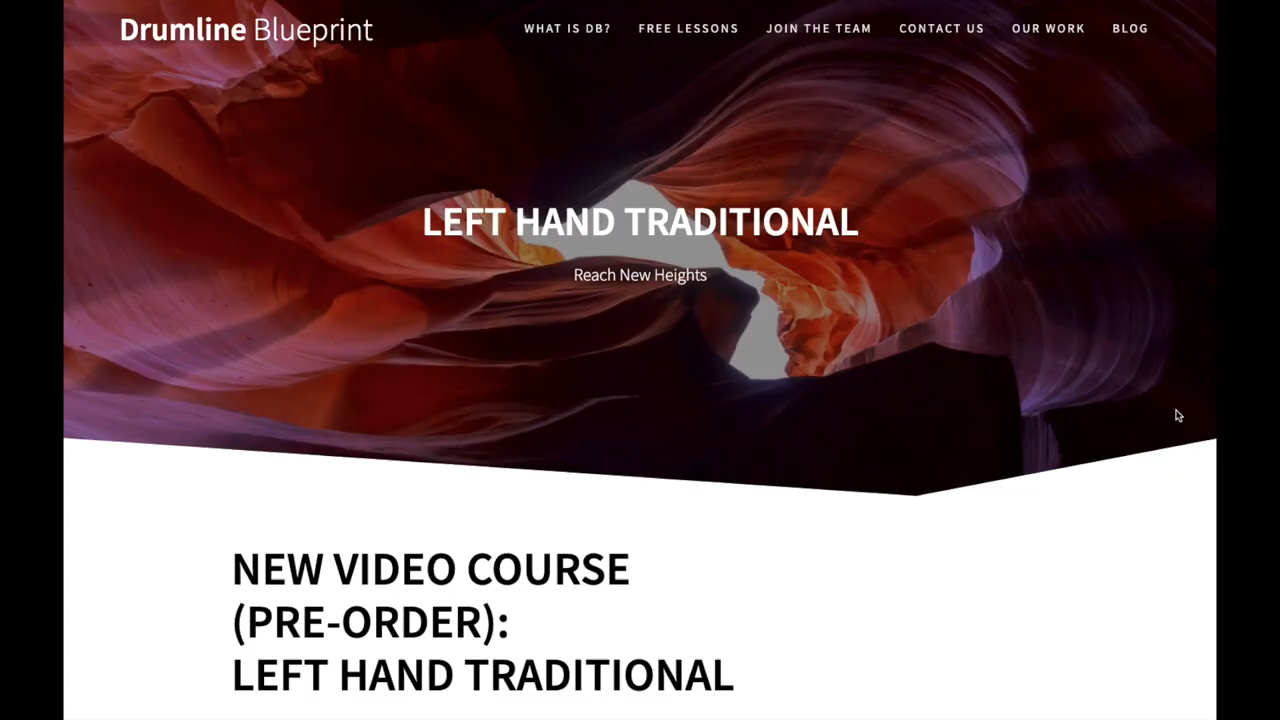 Drumline Blueprint
WHAT IS DB? FREE LESSONS JOIN THE TEAM CONTACT US OUR WORK BLOG
LEFT HAND TRADITIONAL
Reach New Heights
NEW VIDEO COURSE
(PRE-ORDER):
LEFT HAND TRADITIONAL